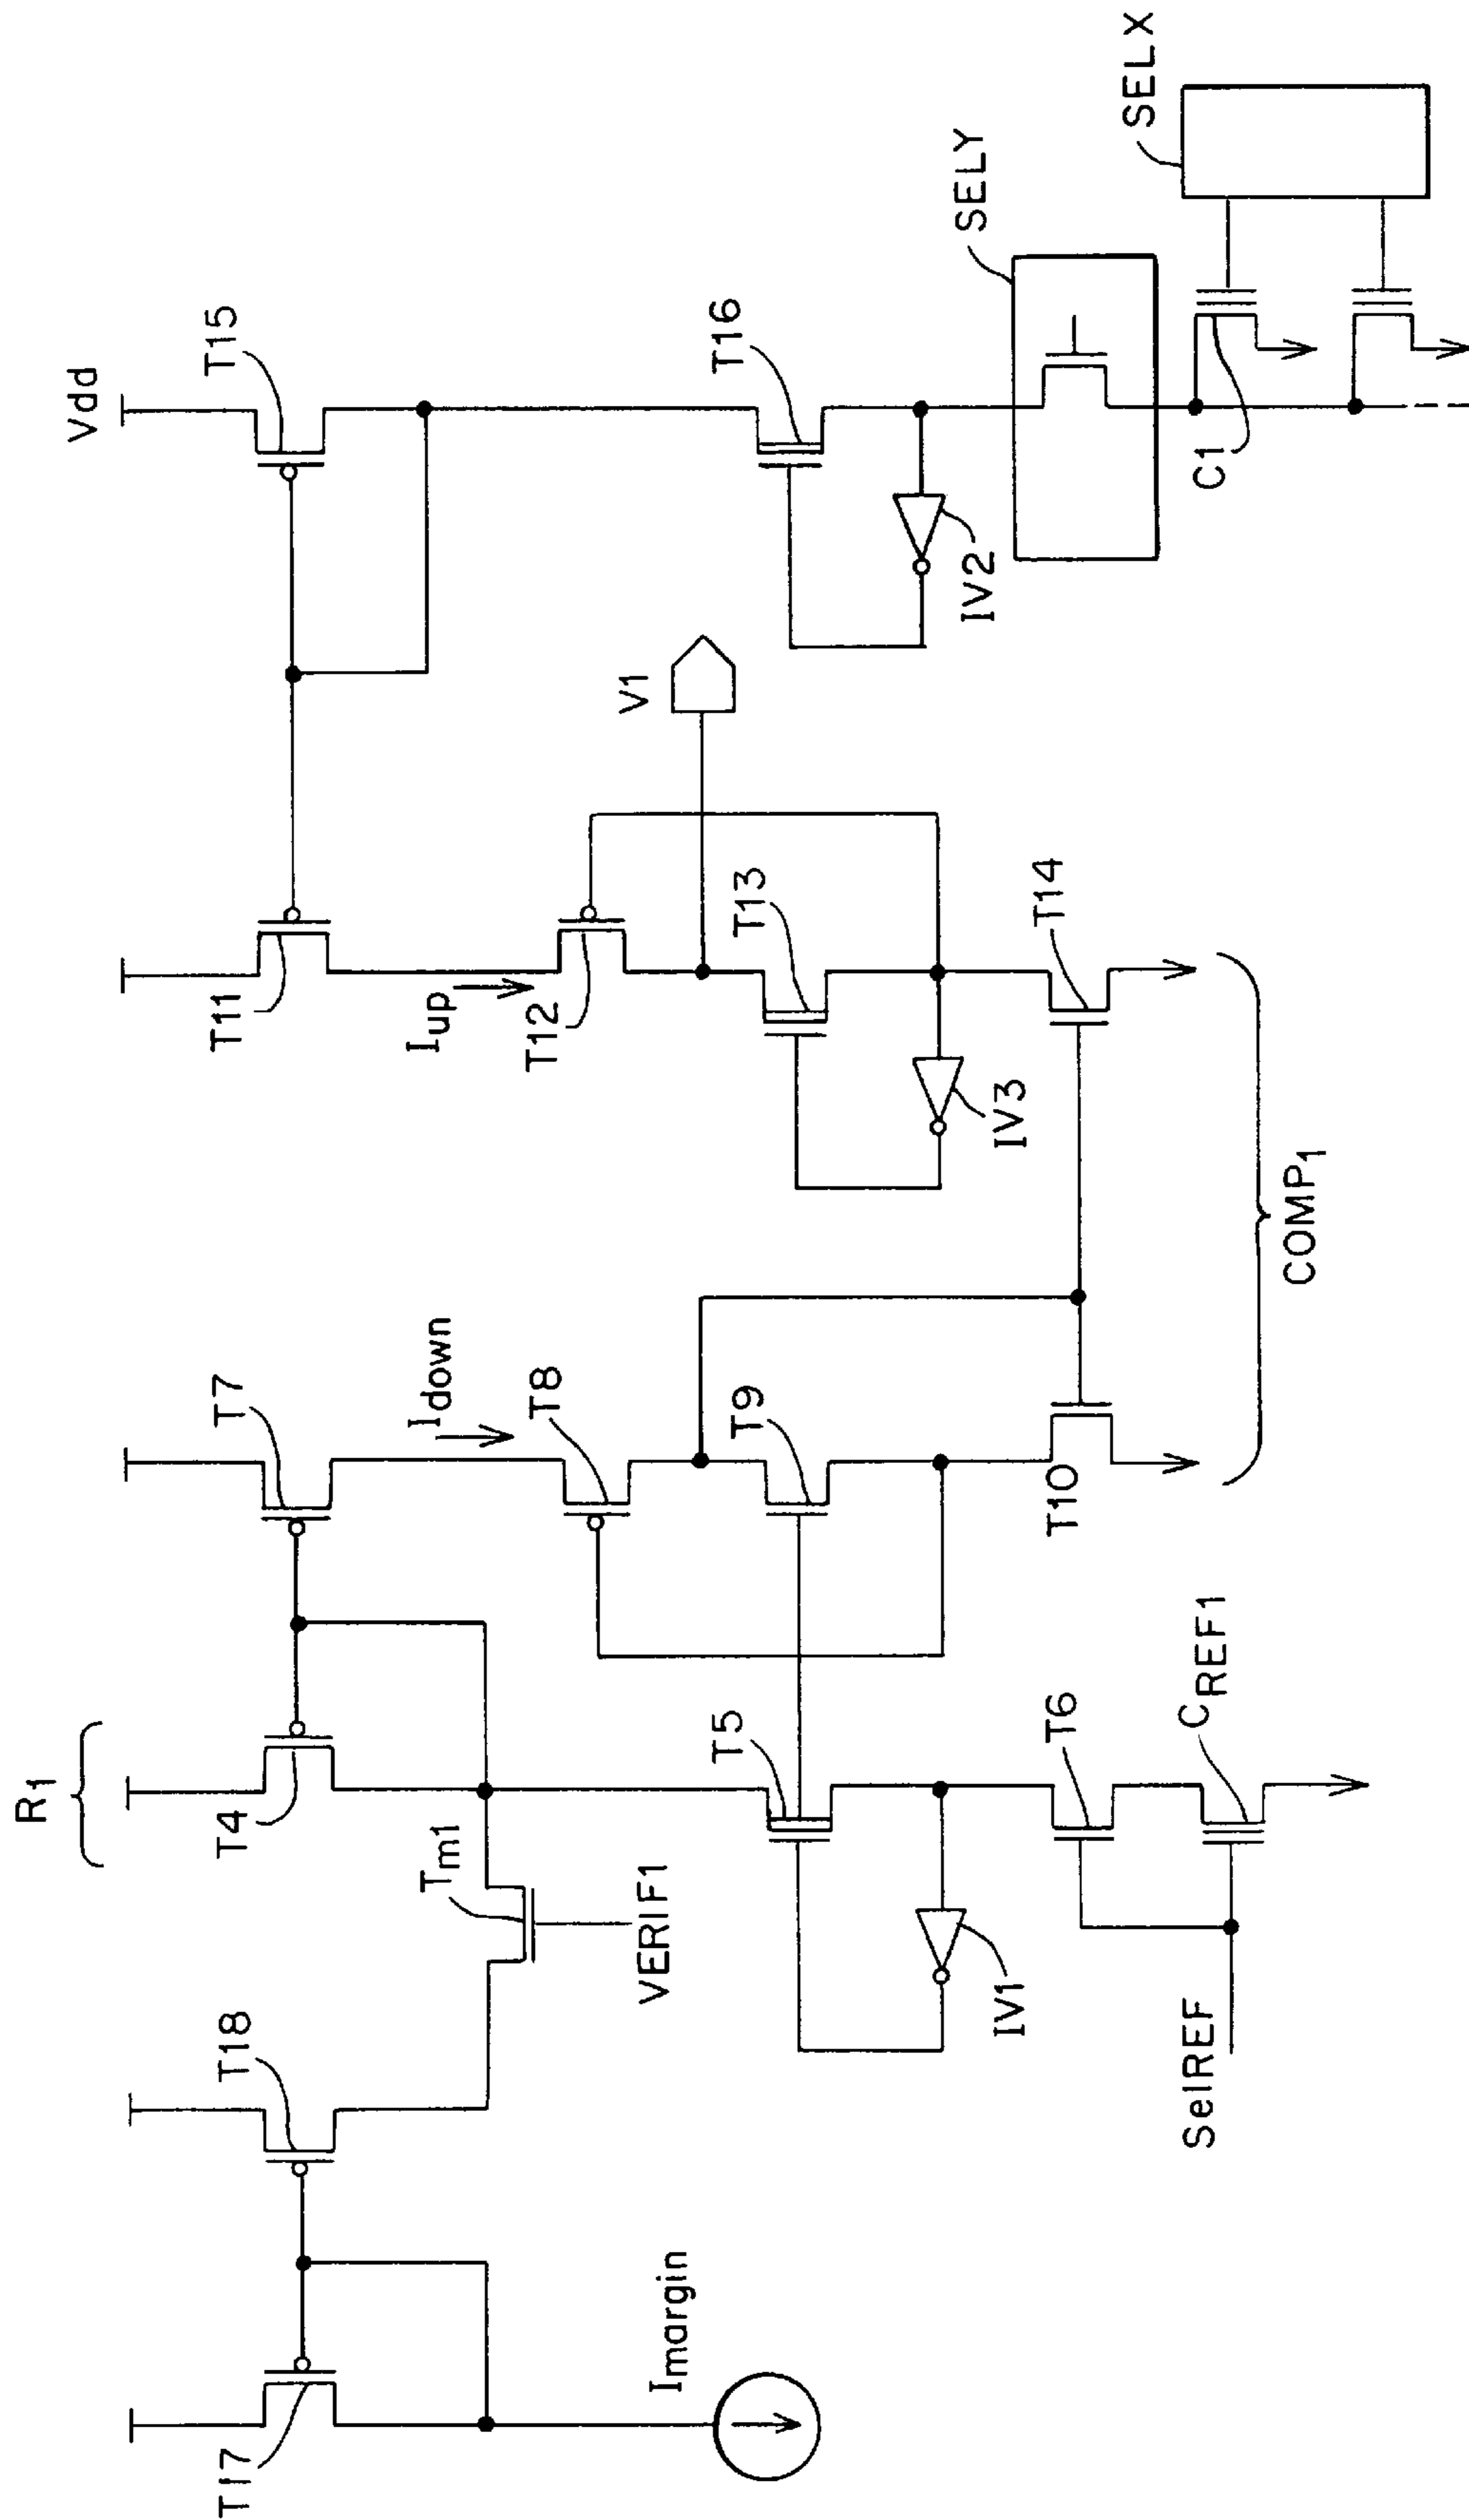 Vdd
R1
T17
T18
T4
T7
T11
T15
Tm1
Idown
Iup
Imargin
VERIF1
T5
T8
T9
T12
V1
T13
T16
IV1
IV3
IV2
SELY
T6
T10
T14
SelREF
CREF1
COMP1
C1
SELX